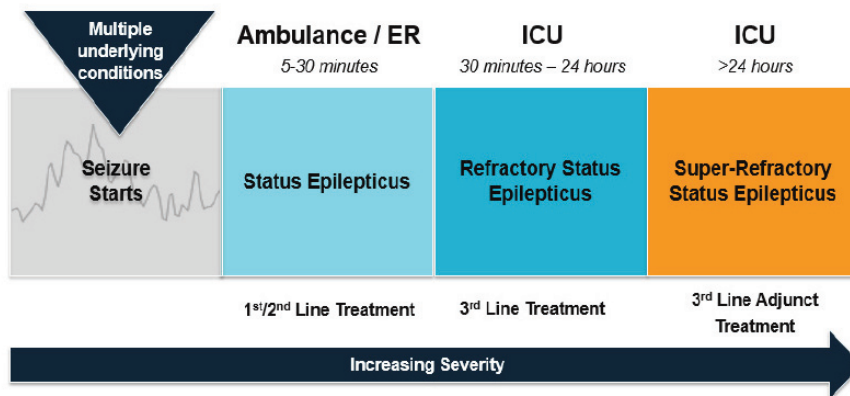 Multiple
underlying
conditions
Ambulance / ER
5-30 minutes
ICU
30 minutes – 24 hours
ICU
>24 hours
Seizure
Starts
Status Epilepticus
Refractory Status
Epilepticus
Super-Refractory
Status Epilepticus
1st/2nd Line Treatment
3rd Line Treatment
3rd Line Adjunct
Treatment
Increasing Severity